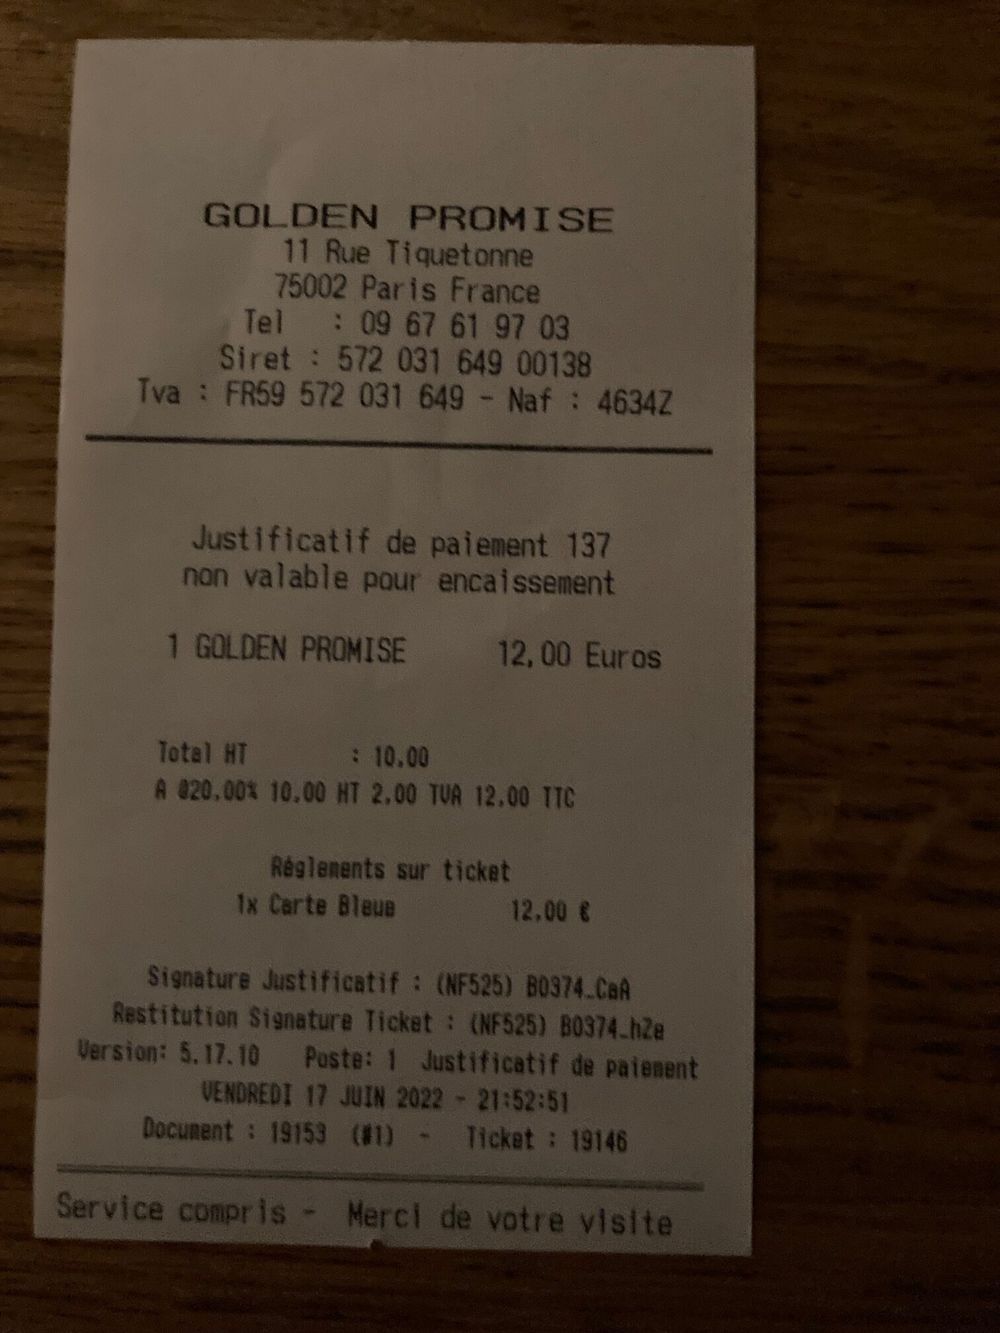 GOLDEN PROMISE
11 Rue Tiquetonne
75002 Paris France
Tel : 09 67 61 97 03
Siret : 572 031 649 00138
Tva : FR59 572 031 649 - Naf : 4634Z
Justificatif de paiement 137
non valable pour encaissement
1 GOLDEN PROMISE 12,00 Euros
Total HT : 10.00
A @20.00% 10.00 HT 2.00 TVA 12.00 TTC
Réglements sur ticket
1x Carte Bleue 12.00 €
Signature Justificatif : (NF525) B0374_CaA
Restitution Signature Ticket : (NF525) B0374_hZe
Version: 5.17.10 Poste: 1 Justificatif de paiement
VENDREDI 17 JUIN 2022 - 21:52:51
Document : 19153 (#1) - Ticket : 19146
Service compris - Merci de votre visite